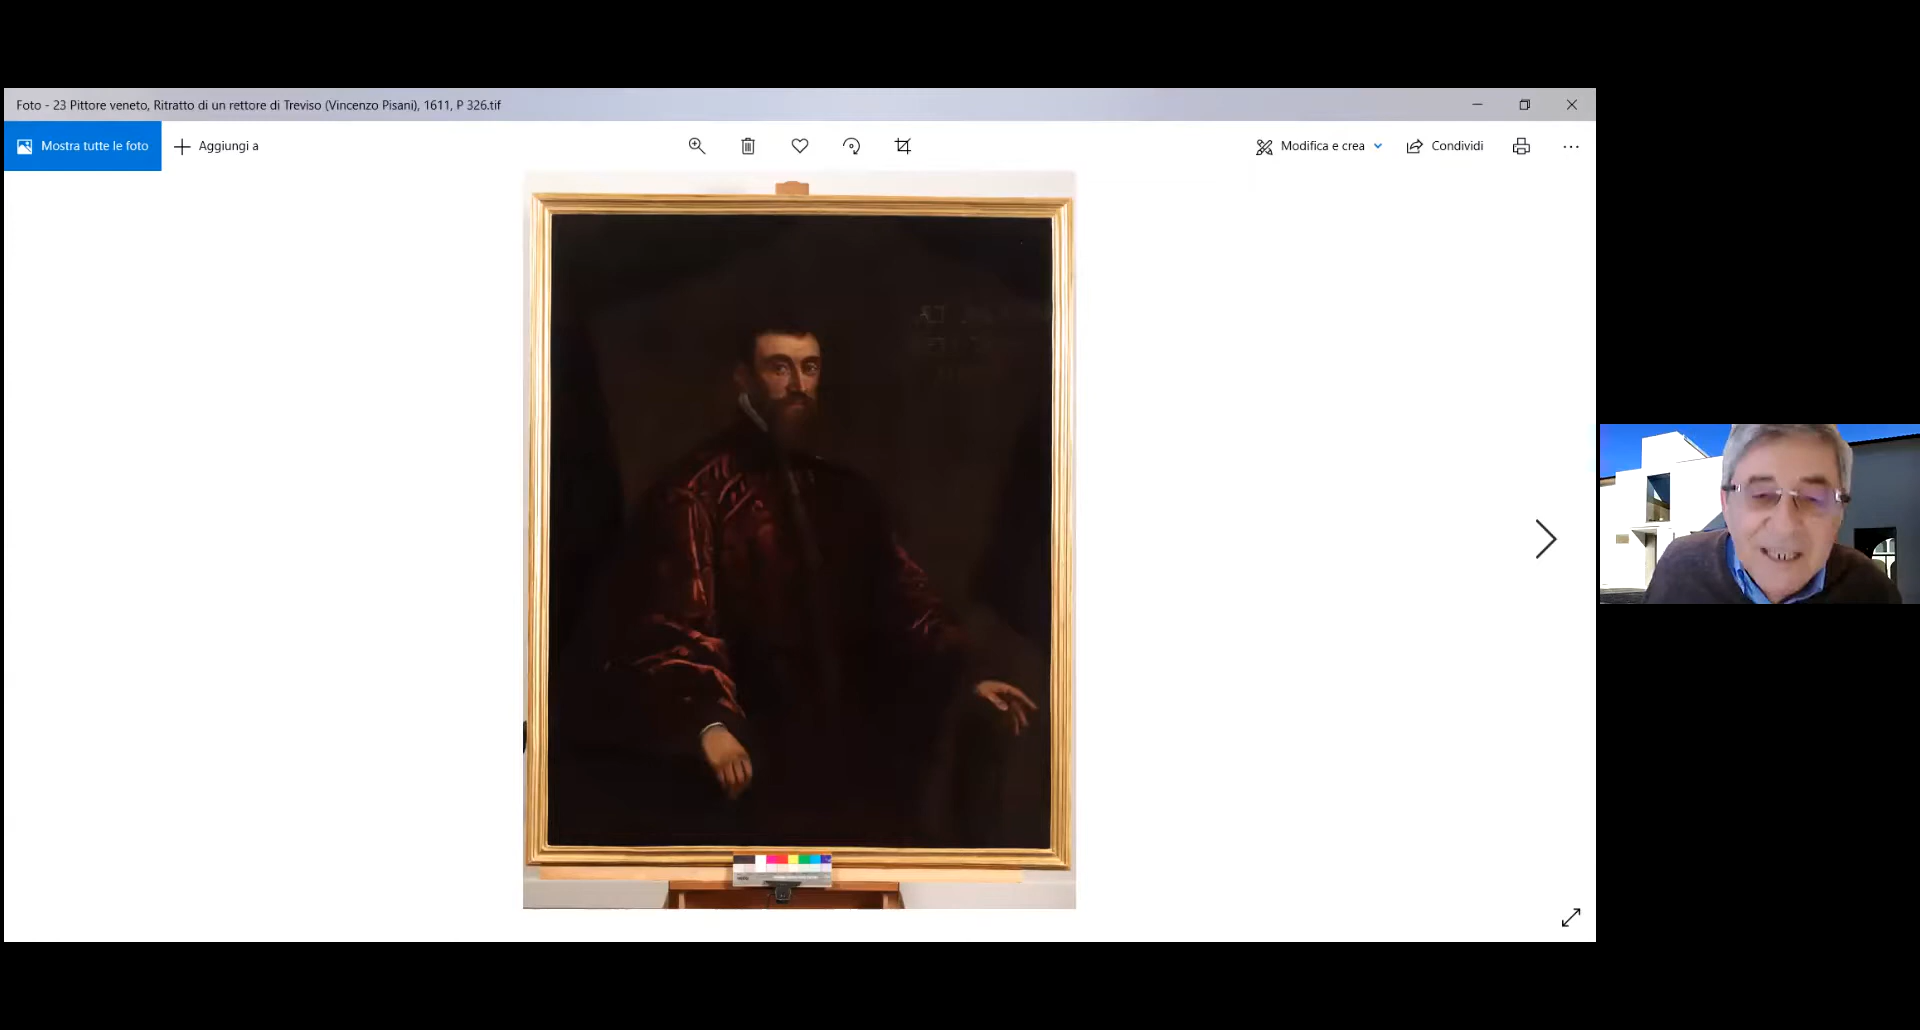 Foto - 23 Pittore veneto, Ritratto di un rettore di Treviso (Vincenzo Pisani), 1611, P 326.tif
Mostra tutte le foto
Aggiungi a
Modifica e crea
Condividi